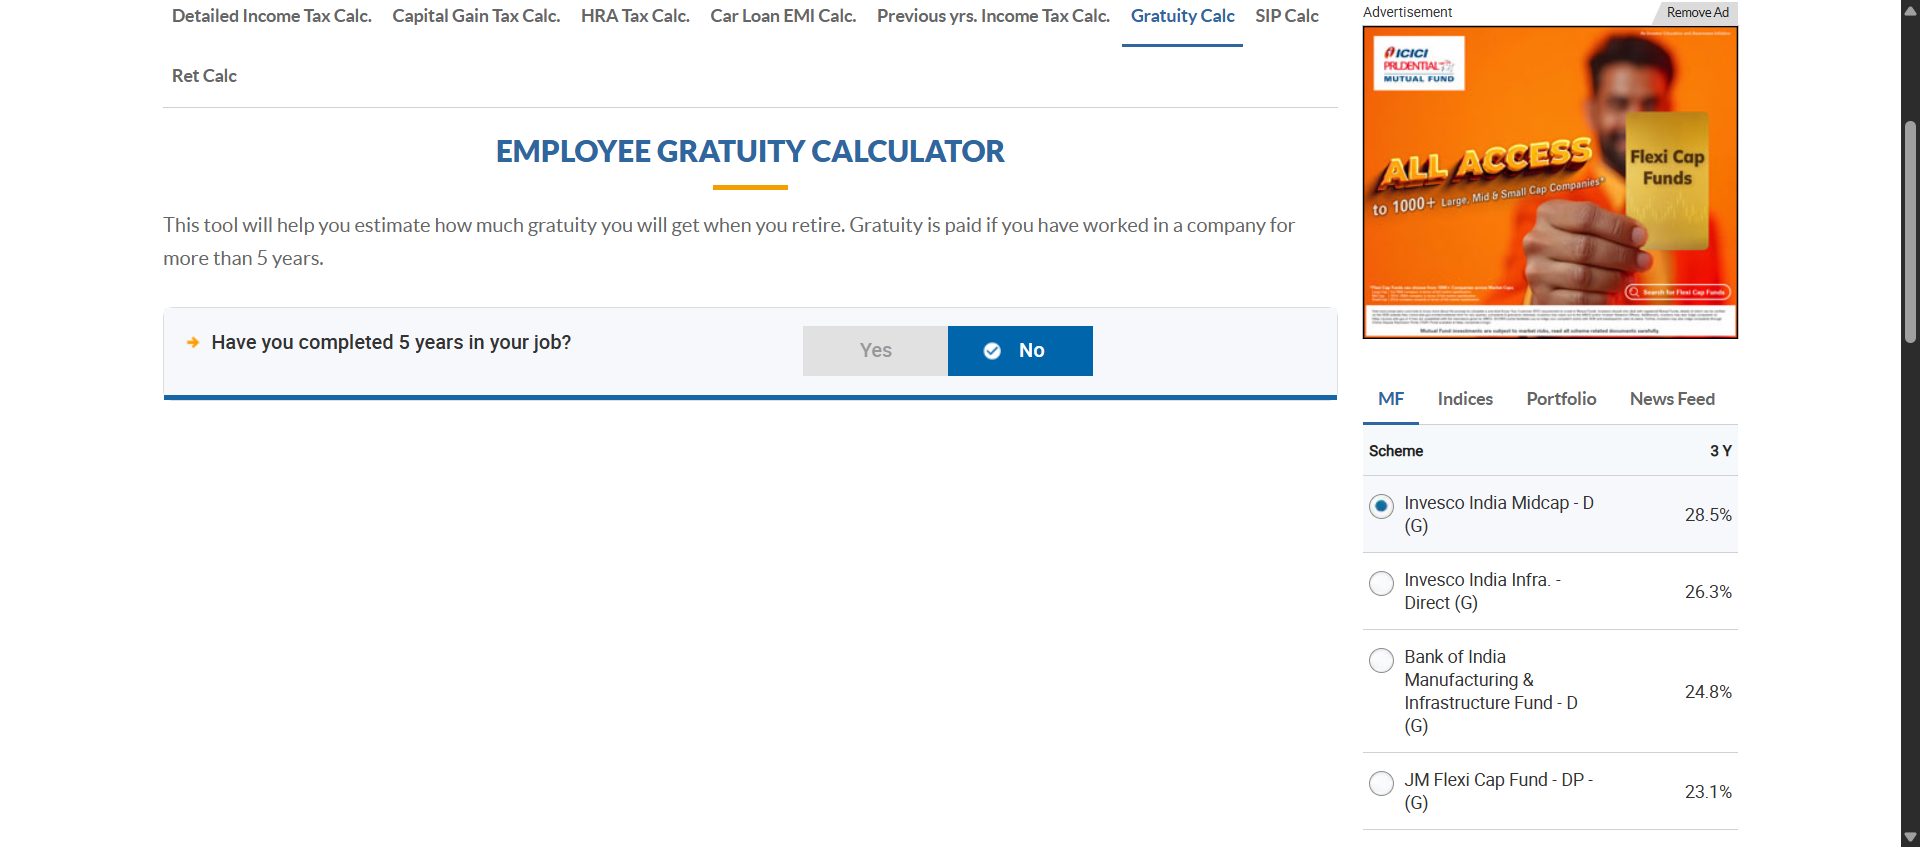 Detailed Income Tax Calc. Capital Gain Tax Calc. HRA Tax Calc. Car Loan EMI Calc. Previous yrs. Income Tax Calc. Gratuity Calc SIP Calc
Ret Calc
EMPLOYEE GRATUITY CALCULATOR
This tool will help you estimate how much gratuity you will get when you retire. Gratuity is paid if you have worked in a company for
more than 5 years.
Have you completed 5 years in your job?
Yes
No
Advertisement
Remove Ad
ICICI
PRUDENTIAL
MUTUAL FUND
ALL ACCESS
to 1000+ Large, Mid & Small Cap Companies*
Flexi Cap
Funds
Search for Flexi Cap Funds
Mutual Fund investments are subject to market risks, read all scheme related documents carefully.
MF Indices Portfolio News Feed
Scheme 3 Y
Invesco India Midcap - D
(G)
28.5%
Invesco India Infra. -
Direct (G)
26.3%
Bank of India
Manufacturing &
Infrastructure Fund - D
(G)
24.8%
JM Flexi Cap Fund - DP -
(G)
23.1%